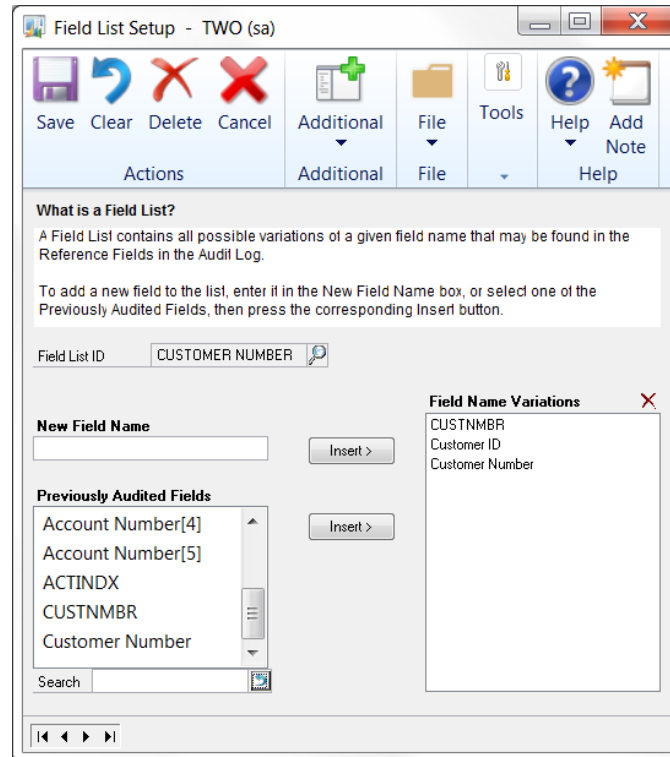 Field List Setup - TWO (sa)
Save Clear Delete Cancel Additional File Tools Help Add Note
Actions Additional File Help
What is a Field List?
A Field List contains all possible variations of a given field name that may be found in the
Reference Fields in the Audit Log.
To add a new field to the list, enter it in the New Field Name box, or select one of the
Previously Audited Fields, then press the corresponding Insert button.
Field List ID CUSTOMER NUMBER
Field Name Variations
CUSTNMBR
Customer ID
Customer Number
New Field Name
Insert >
Previously Audited Fields
Insert >
Account Number[4]
Account Number[5]
ACTINDX
CUSTNMBR
Customer Number
Search